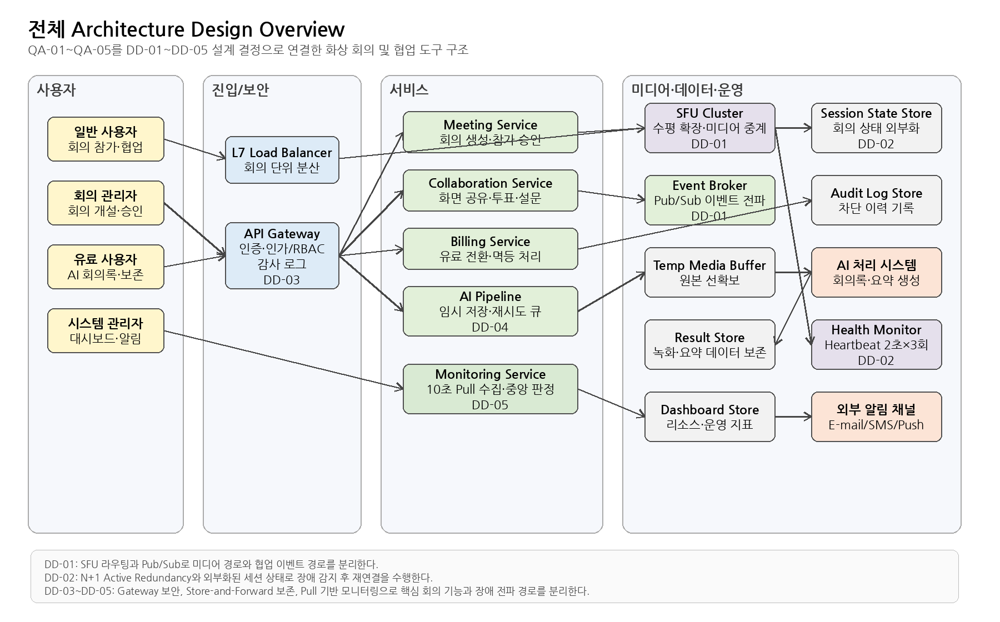 전체 Architecture Design Overview
QA-01~QA-05를 DD-01~DD-05 설계 결정으로 연결한 화상 회의 및 협업 도구 구조
사용자
일반 사용자
회의 참가·협업
회의 관리자
회의 개설·승인
유료 사용자
AI 회의록·보존
시스템 관리자
대시보드·알림
진입/보안
L7 Load Balancer
회의 단위 분산
API Gateway
인증·인가/RBAC
감사 로그
DD-03
서비스
Meeting Service
회의 생성·참가 승인
Collaboration Service
화면 공유·투표·설문
Billing Service
유료 전환·멱등 처리
AI Pipeline
임시 저장·재시도 큐
DD-04
Monitoring Service
10초 Pull 수집·중앙 판정
DD-05
미디어·데이터·운영
SFU Cluster
수평 확장·미디어 중계
DD-01
Session State Store
회의 상태 외부화
DD-02
Event Broker
Pub/Sub 이벤트 전파
DD-01
Audit Log Store
차단 이력 기록
Temp Media Buffer
원본 선확보
AI 처리 시스템
회의록·요약 생성
Result Store
녹화·요약 데이터 보존
Health Monitor
Heartbeat 2초×3회
DD-02
Dashboard Store
리소스·운영 지표
외부 알림 채널
E-mail/SMS/Push
DD-01: SFU 라우팅과 Pub/Sub로 미디어 경로와 협업 이벤트 경로를 분리한다.
DD-02: N+1 Active Redundancy와 외부화된 세션 상태로 장애 감지 후 재연결을 수행한다.
DD-03~DD-05: Gateway 보안, Store-and-Forward 보존, Pull 기반 모니터링으로 핵심 회의 기능과 장애 전파 경로를 분리한다.